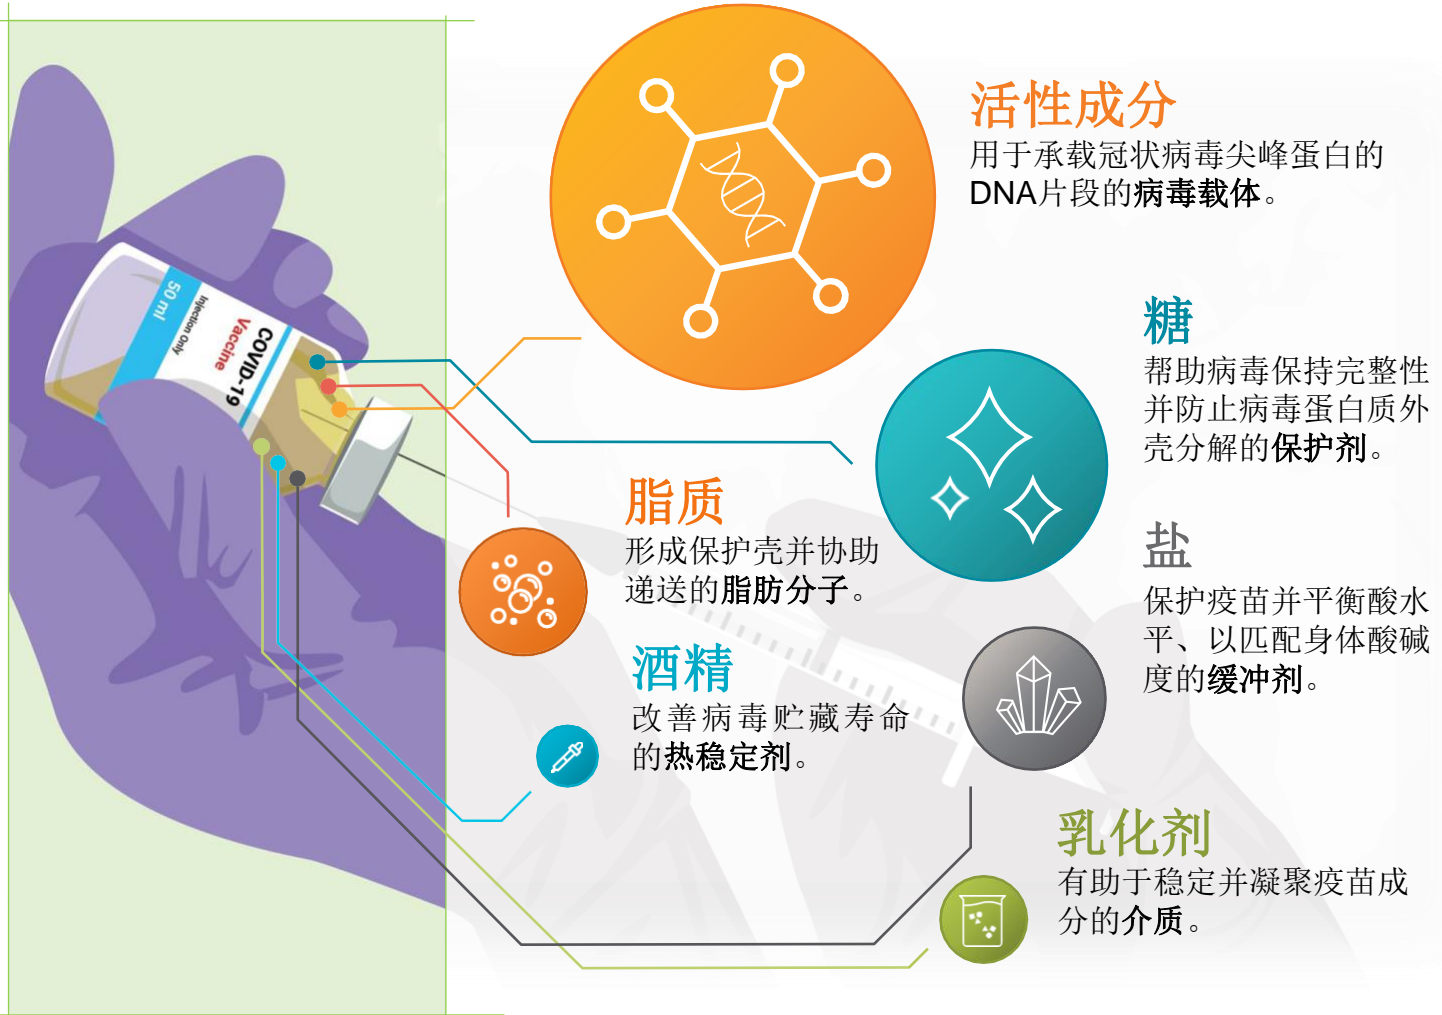 活性成分
用于承载冠状病毒尖峰蛋白的
DNA片段的病毒载体。
50 ml
Injection Only
COVID-19
Vaccine
糖
帮助病毒保持完整性
并防止病毒蛋白质外
壳分解的保护剂。
脂质
形成保护壳并协助
递送的脂肪分子。
盐
保护疫苗并平衡酸水
平、以匹配身体酸碱
度的缓冲剂。
酒精
改善病毒贮藏寿命
的热稳定剂。
乳化剂
有助于稳定并凝聚疫苗成
分的介质。